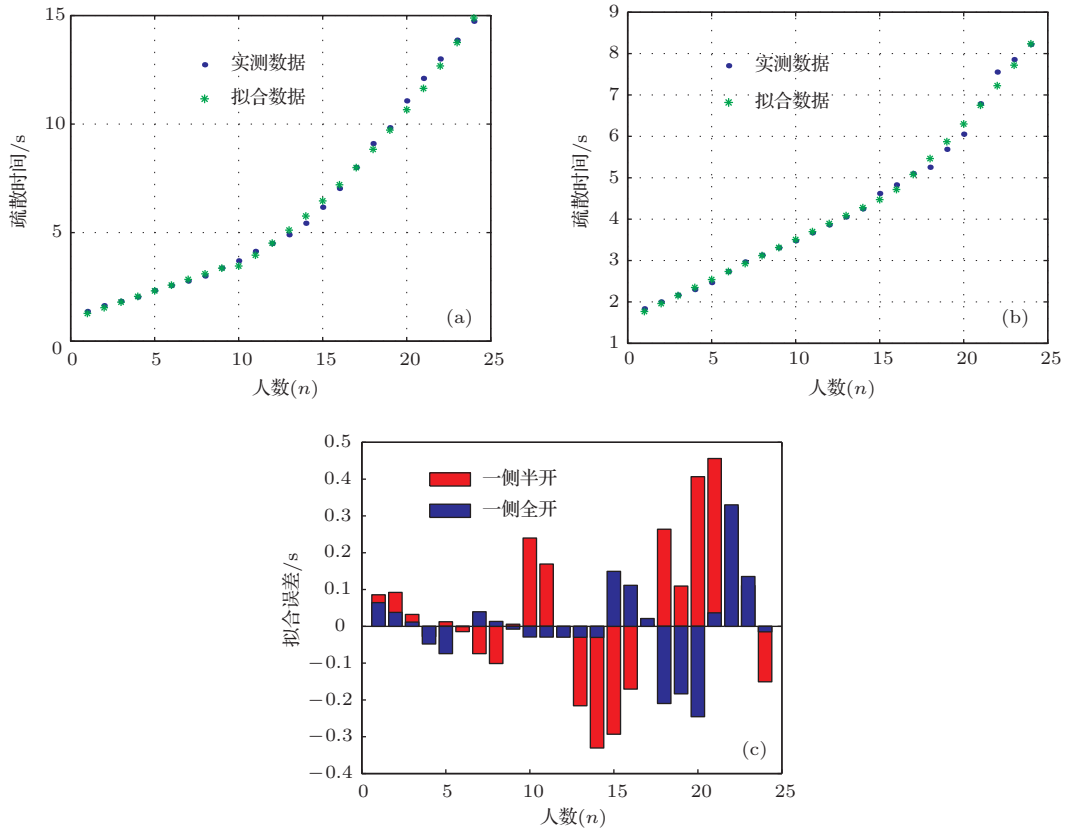 15
10
5
0
0
5
10
15
20
25
疏散时间/s
人数(n)
实测数据
拟合数据
(a)
9
8
7
6
5
4
3
2
1
0
5
10
15
20
25
疏散时间/s
人数(n)
实测数据
拟合数据
(b)
0.5
0.4
0.3
0.2
0.1
0
−0.1
−0.2
−0.3
−0.4
0
5
10
15
20
25
拟合误差/s
人数(n)
一侧半开
一侧全开
(c)